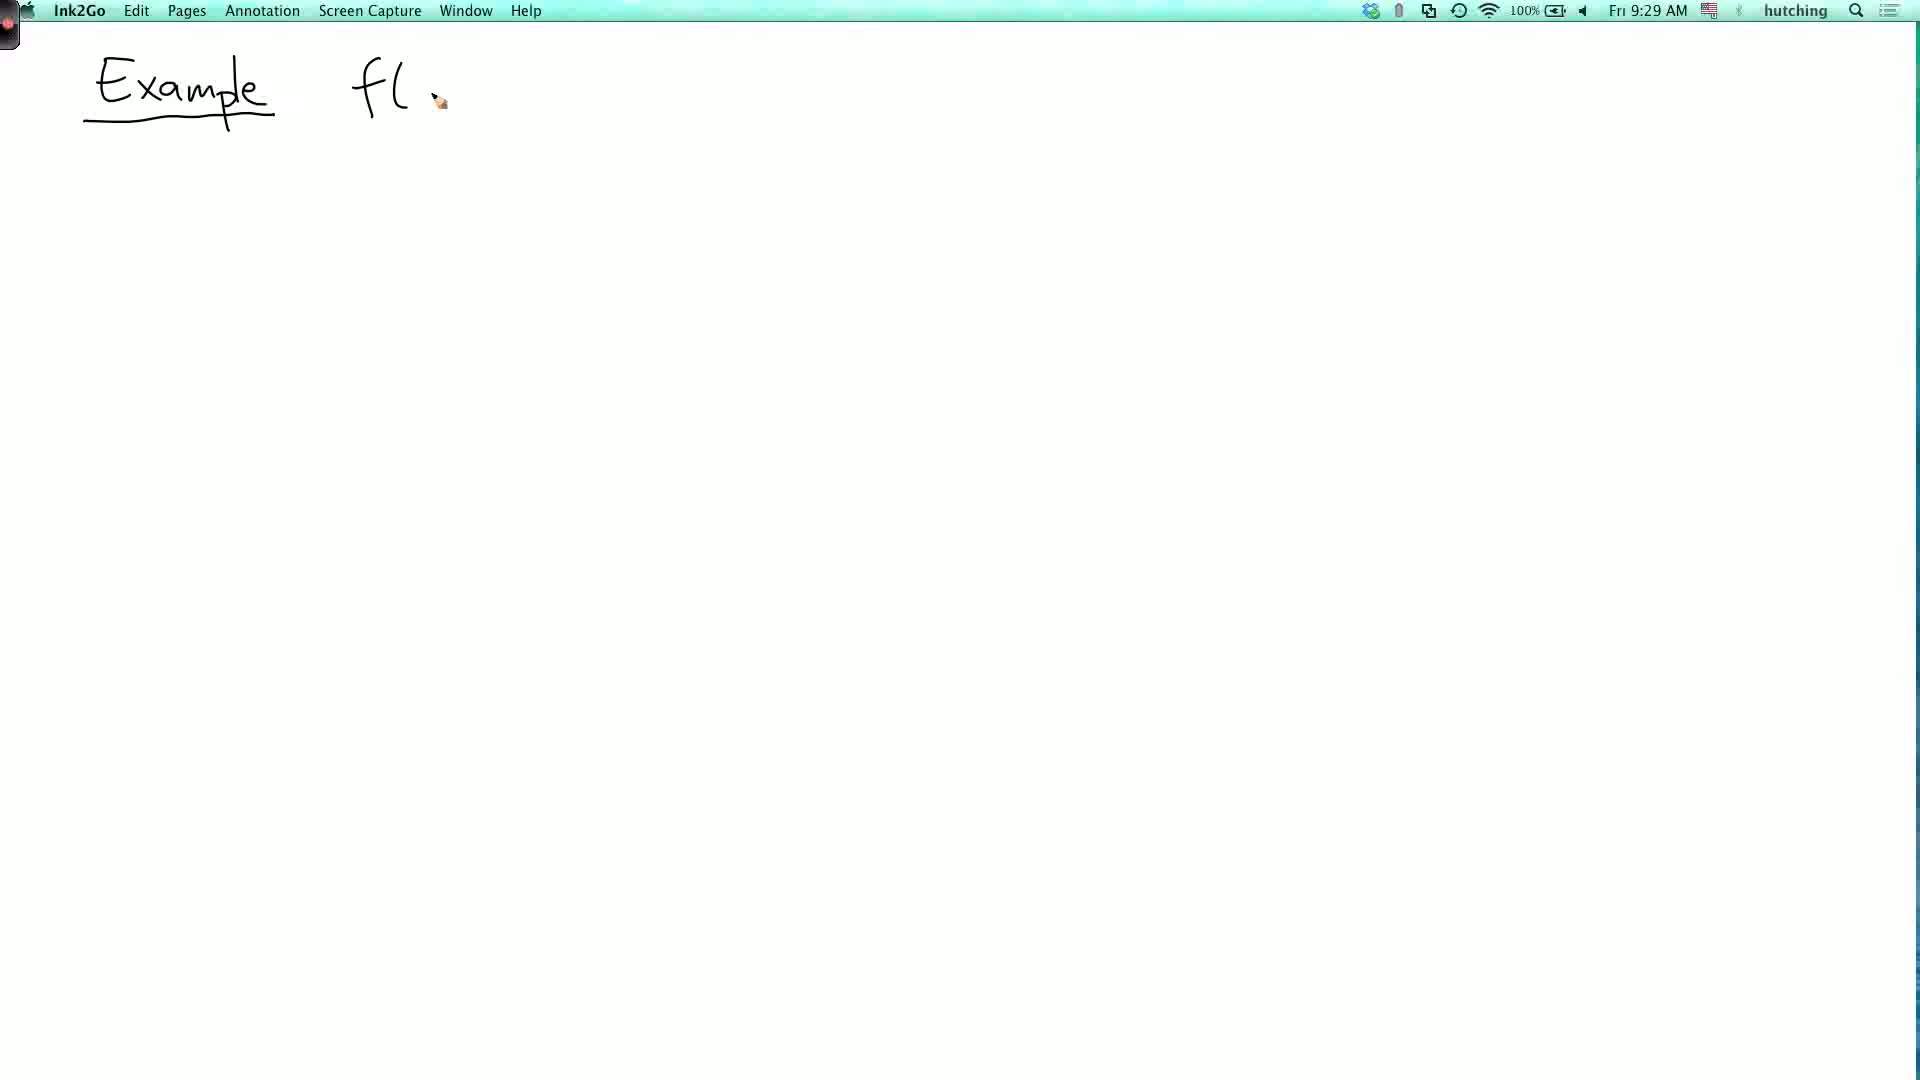 Ink2Go Edit Pages Annotation Screen Capture Window Help 100% Fri 9:29 AM hutching
Example f(